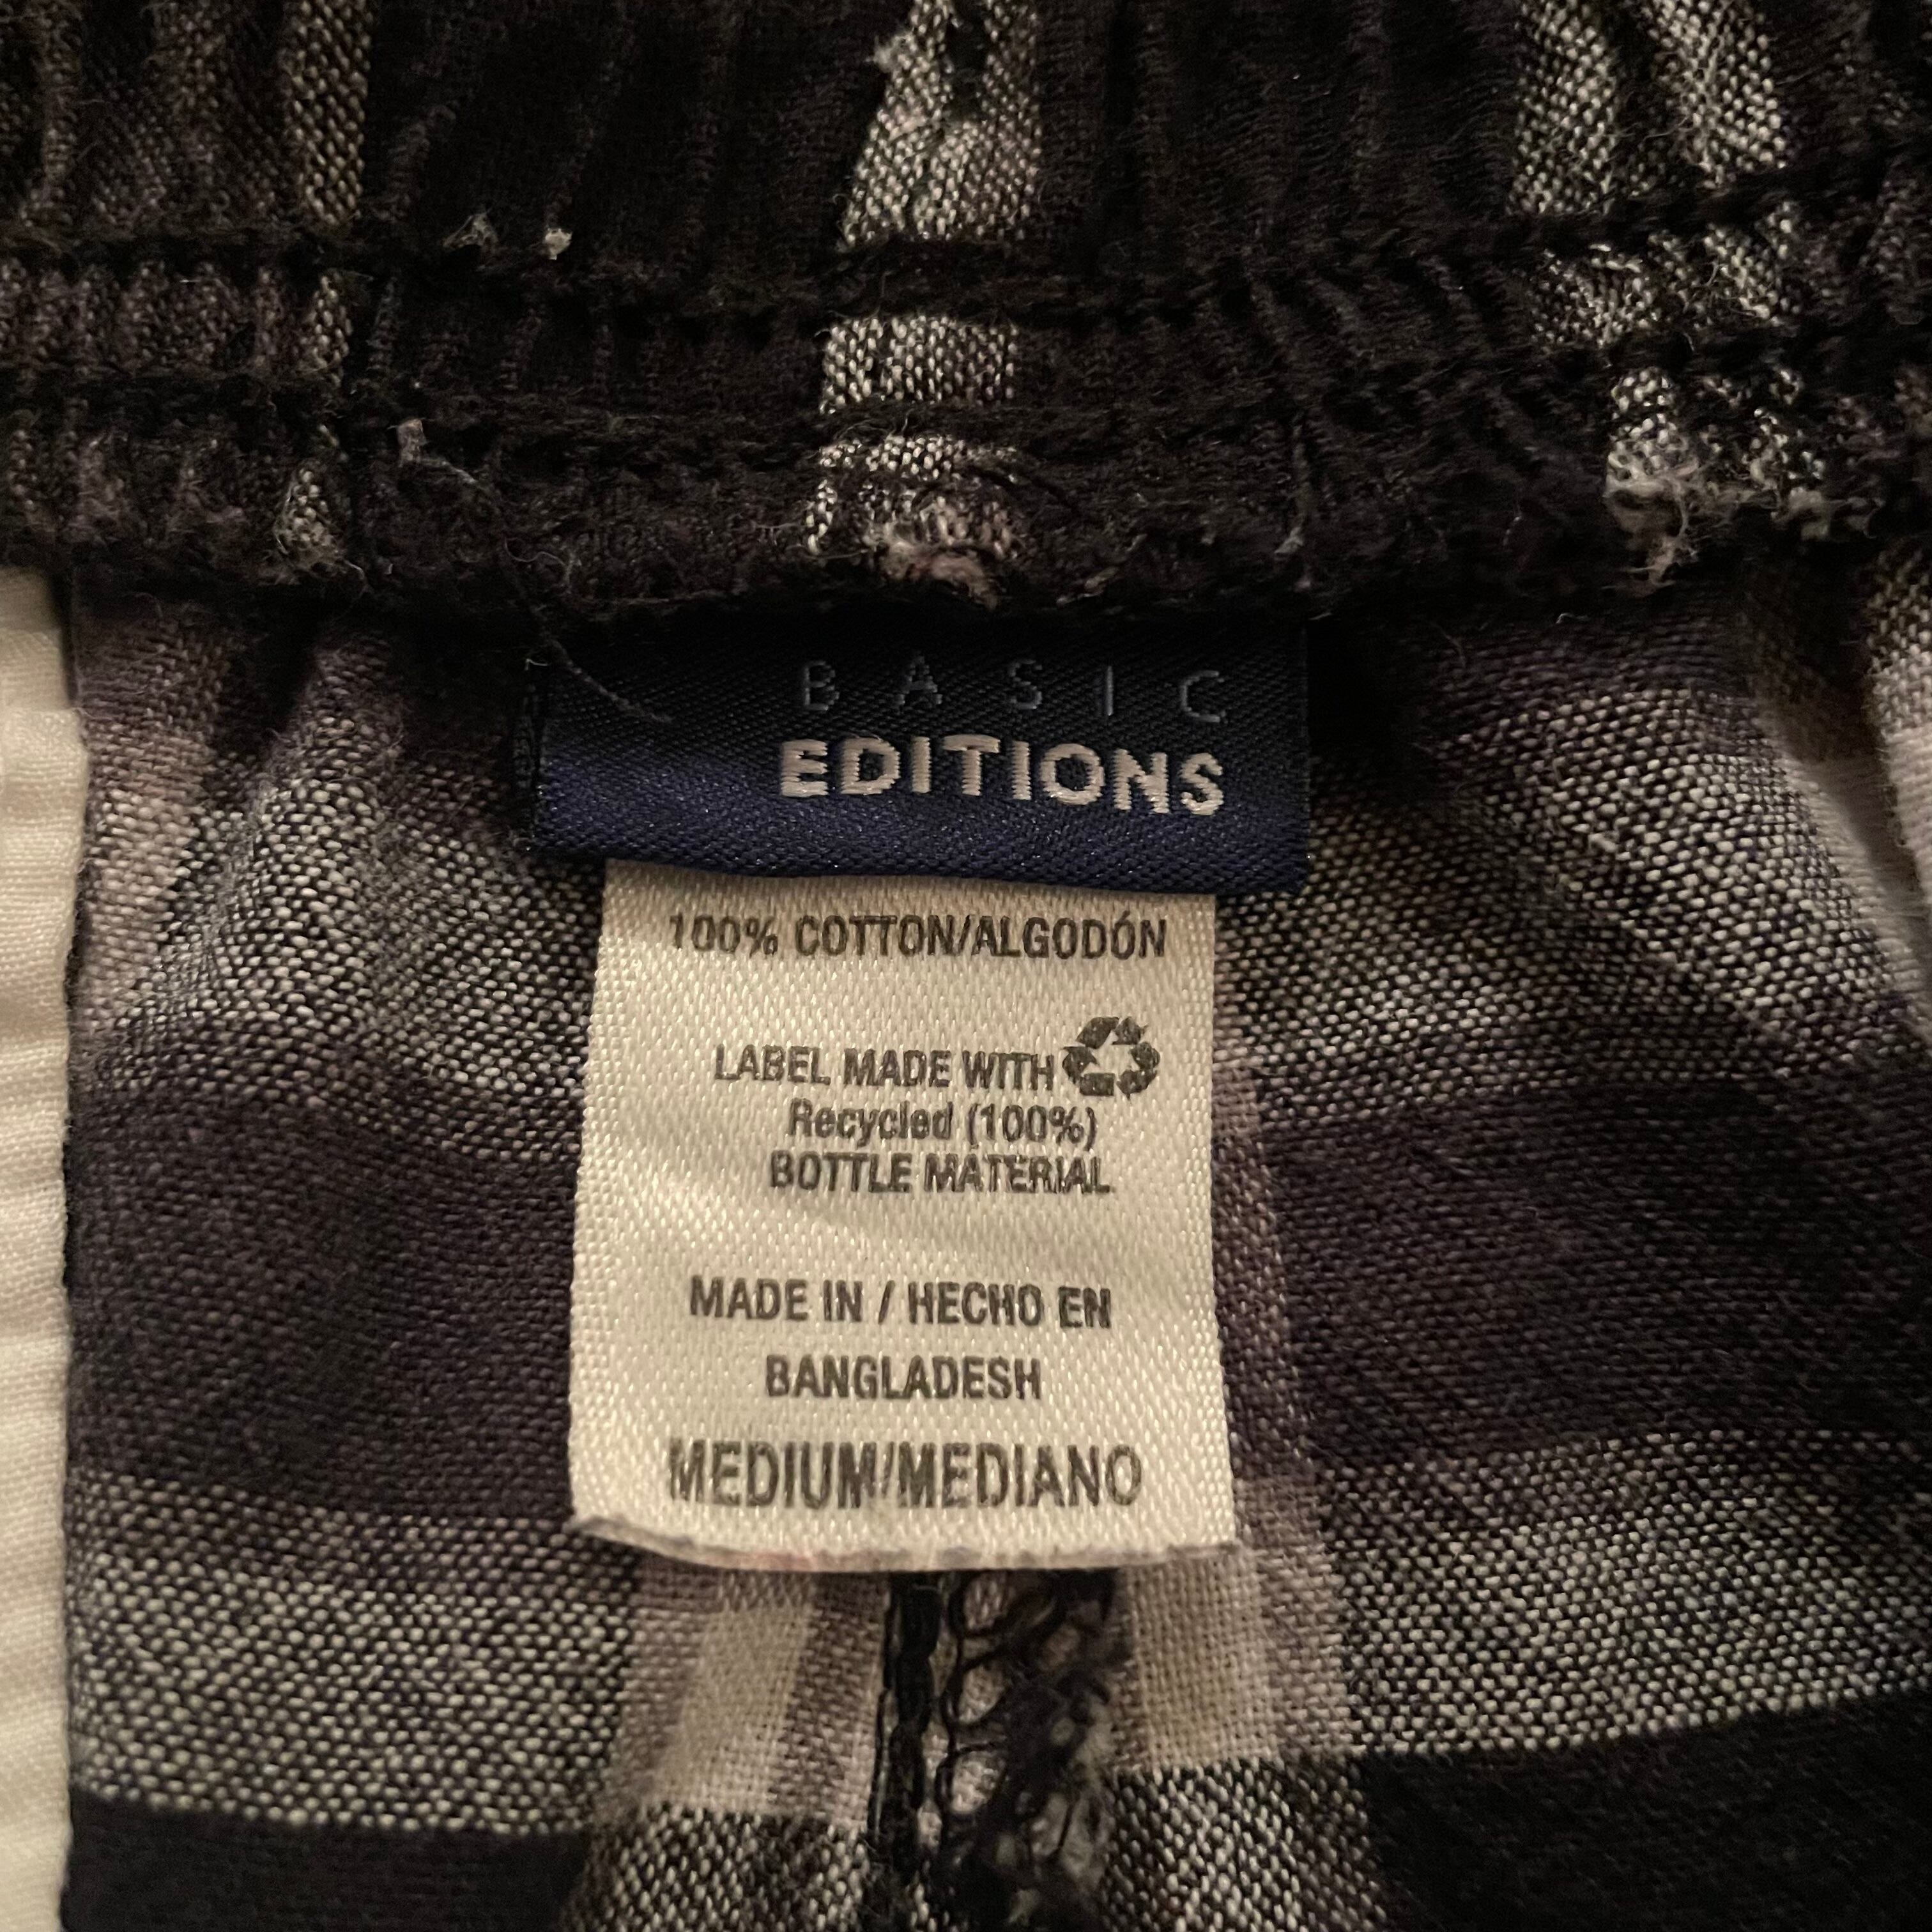 BASIC
EDITIONS
100% COTTON/ALGODÓN
LABEL MADE WITH
Recycled (100%)
BOTTLE MATERIAL
MADE IN / HECHO EN
BANGLADESH
MEDIUM/MEDIANO